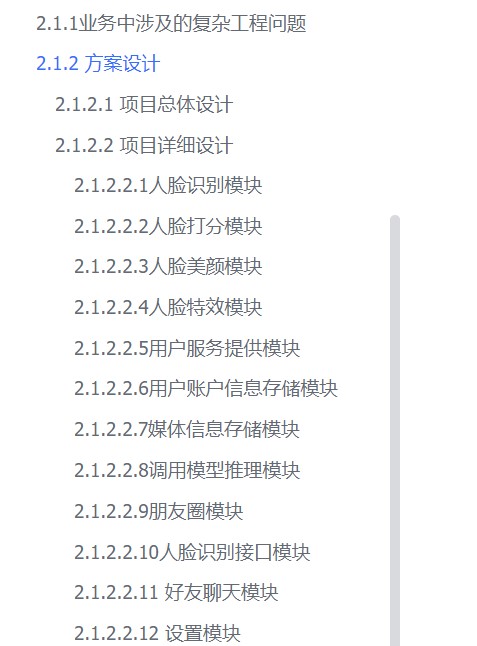 2.1.1业务中涉及的复杂工程问题
2.1.2 方案设计
2.1.2.1 项目总体设计
2.1.2.2 项目详细设计
2.1.2.2.1人脸识别模块
2.1.2.2.2人脸打分模块
2.1.2.2.3人脸美颜模块
2.1.2.2.4人脸特效模块
2.1.2.2.5用户服务提供模块
2.1.2.2.6用户账户信息存储模块
2.1.2.2.7媒体信息存储模块
2.1.2.2.8调用模型推理模块
2.1.2.2.9朋友圈模块
2.1.2.2.10人脸识别接口模块
2.1.2.2.11 好友聊天模块
2.1.2.2.12 设置模块